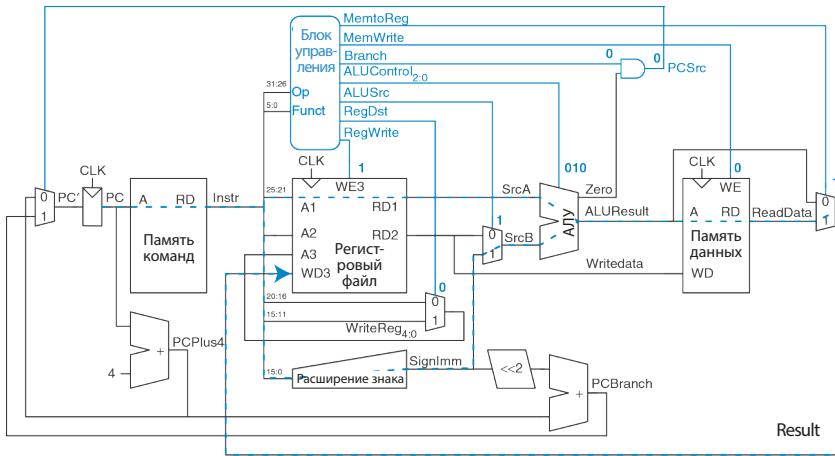 MemtoReg
MemWrite
Branch
ALUControl2:0
ALUSrc
RegDst
RegWrite
Блок
управ-
ления
Op
Funct
31:26
5:0
0
0
PCSrc
CLK
PC'
PC
0
1
A
RD
Instr
Память
команд
25:21
CLK
1
WE3
A1
RD1
A2
RD2
A3
WD3
Регист-
ровый
файл
SrcA
0
1
SrcB
010
Zero
АЛУ
ALUResult
Writedata
CLK
0
WE
A
RD
ReadData
Память
данных
WD
0
1
20:16
15:11
0
0
1
WriteReg4:0
PCPlus4
4
+
15:0
Расширение знака
SignImm
<<2
+
PCBranch
Result